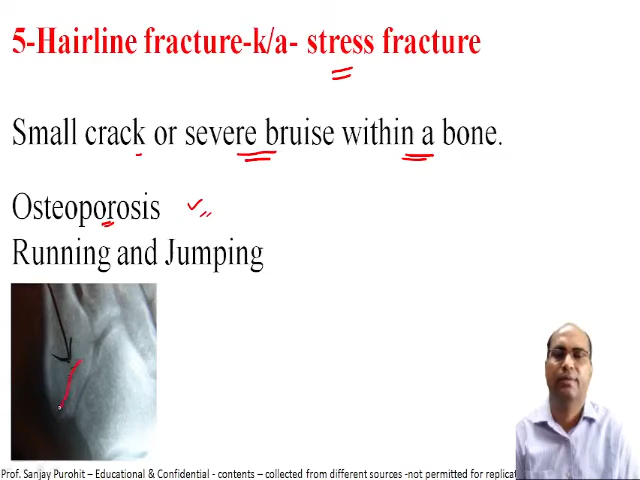 5-Hairline fracture-k/a- stress fracture
Small crack or severe bruise within a bone.
Osteoporosis
Running and Jumping
Prof. Sanjay Purohit – Educational & Confidential - contents – collected from different sources -not permitted for replicat